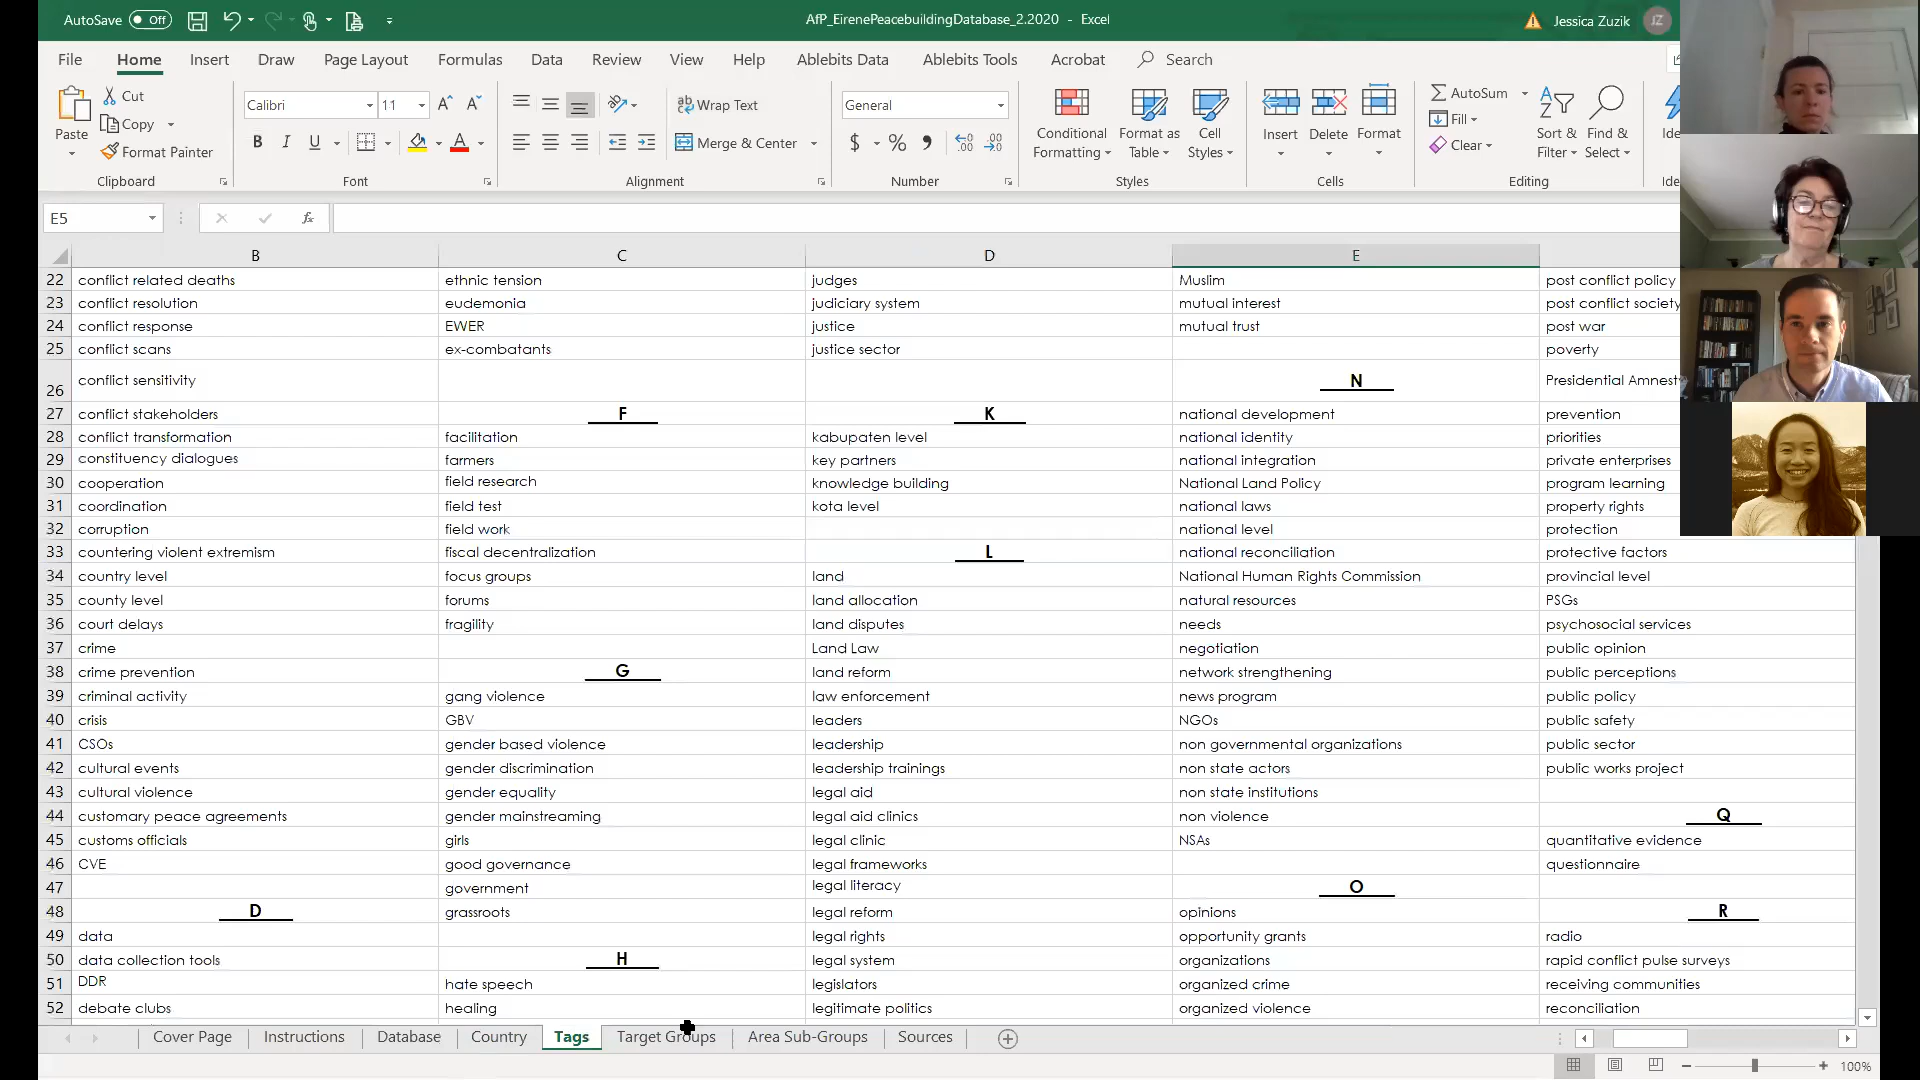 AutoSave Off AfP_EirenePeacebuildingDatabase_2.2020 - Excel Jessica Zuzik JZ
File Home Insert Draw Page Layout Formulas Data Review View Help Ablebits Data Ablebits Tools Acrobat Search
Paste Cut Copy Format Painter
Clipboard
Calibri 11 A A
B I U A
Font
ab Wrap Text
Merge & Center
Alignment
General
$ % , .00
Number
Conditional Formatting Format as Table Cell Styles
Styles
Insert Delete Format
Cells
AutoSum Fill Clear Sort & Filter Find & Select
Editing
Ide
E5 fx
B C D E
22 conflict related deaths ethnic tension judges Muslim post conflict policy
23 conflict resolution eudemonia judiciary system mutual interest post conflict society
24 conflict response EWER justice mutual trust post war
25 conflict scans ex-combatants justice sector poverty
26 conflict sensitivity N Presidential Amnest
27 conflict stakeholders F K national development prevention
28 conflict transformation facilitation kabupaten level national identity priorities
29 constituency dialogues farmers key partners national integration private enterprises
30 cooperation field research knowledge building National Land Policy program learning
31 coordination field test kota level national laws property rights
32 corruption field work national level protection
33 countering violent extremism fiscal decentralization L national reconciliation protective factors
34 country level focus groups land National Human Rights Commission provincial level
35 county level forums land allocation natural resources PSGs
36 court delays fragility land disputes needs psychosocial services
37 crime Land Law negotiation public opinion
38 crime prevention G land reform network strengthening public perceptions
39 criminal activity gang violence law enforcement news program public policy
40 crisis GBV leaders NGOs public safety
41 CSOs gender based violence leadership non governmental organizations public sector
42 cultural events gender discrimination leadership trainings non state actors public works project
43 cultural violence gender equality legal aid non state institutions
44 customary peace agreements gender mainstreaming legal aid clinics non violence Q
45 customs officials girls legal clinic NSAs quantitative evidence
46 CVE good governance legal frameworks questionnaire
47 government legal literacy O
48 D grassroots legal reform opinions R
49 data legal rights opportunity grants radio
50 data collection tools H legal system organizations rapid conflict pulse surveys
51 DDR hate speech legislators organized crime receiving communities
52 debate clubs healing legitimate politics organized violence reconciliation
Cover Page Instructions Database Country Tags Target Groups Area Sub-Groups Sources
100%